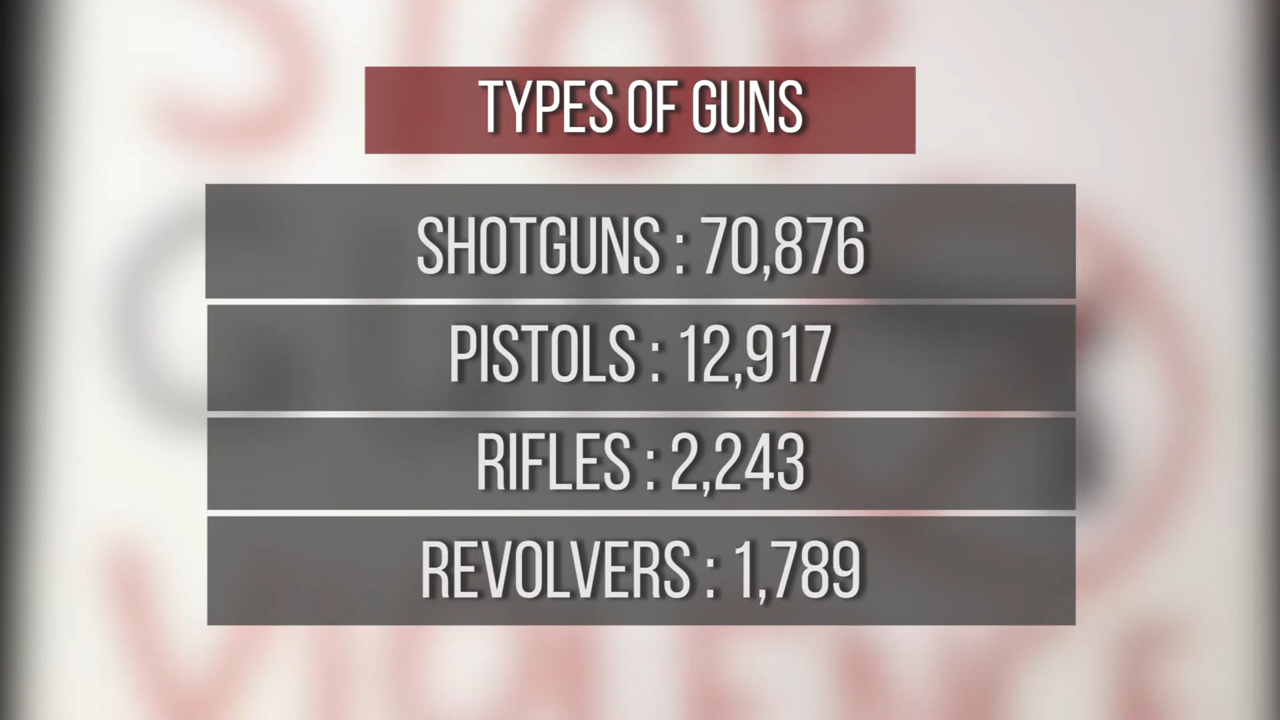 TYPES OF GUNS
SHOTGUNS : 70,876
PISTOLS : 12,917
RIFLES : 2,243
REVOLVERS : 1,789